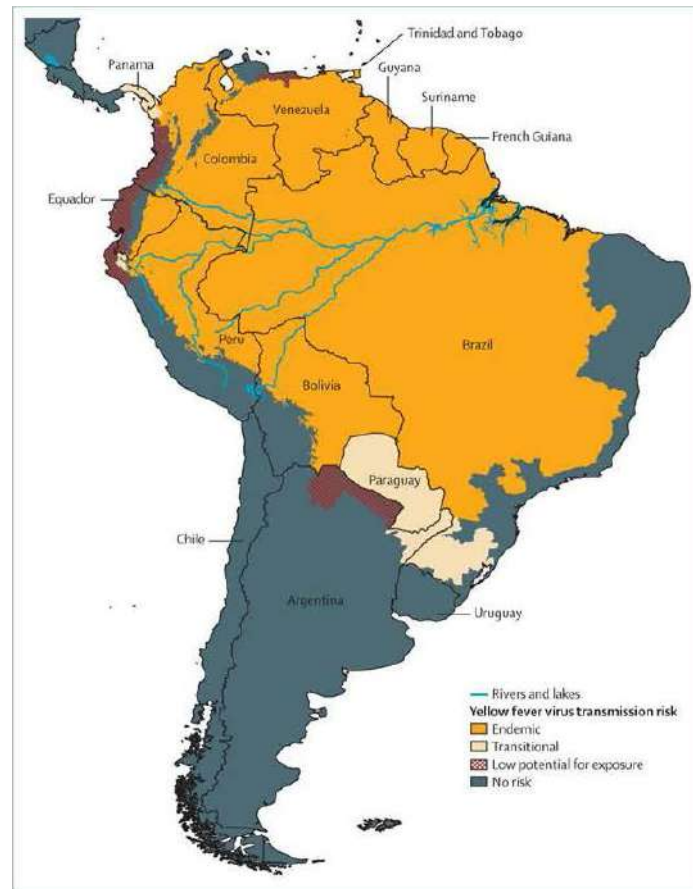 Trinidad and Tobago
Panama
Guyana
Suriname
Venezuela
French Guiana
Colombia
Equador
Peru
Brazil
Bolivia
Paraguay
Chile
Argentina
Uruguay
Rivers and lakes
Yellow fever virus transmission risk
Endemic
Transitional
Low potential for exposure
No risk